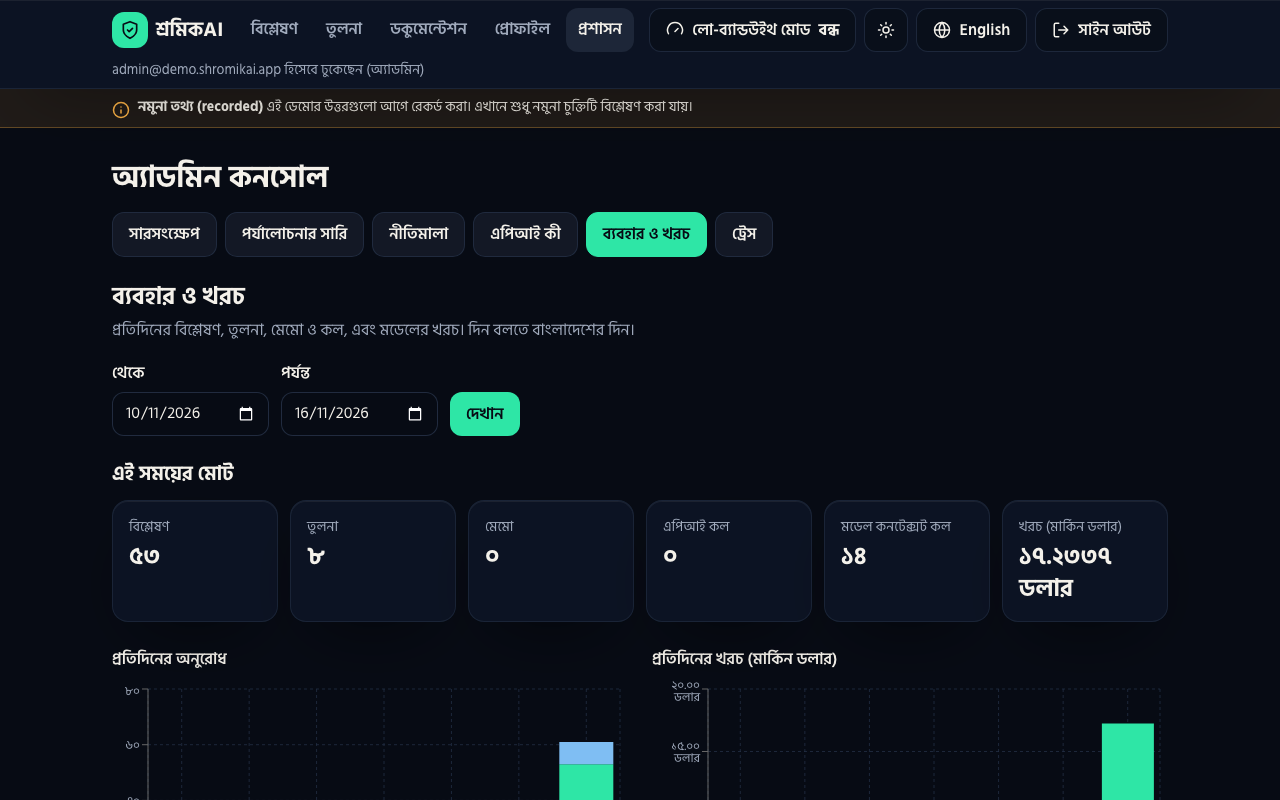 শ্রমিকAI বিশ্লেষণ তুলনা ডকুমেন্টেশন প্রোফাইল প্রশাসন লো-ব্যান্ডউইথ মোড বন্ধ English সাইন আউট
admin@demo.shromikai.app হিসেবে ঢুকেছেন (অ্যাডমিন)
নমুনা তথ্য (recorded) এই ডেমোর উত্তরগুলো আগে রেকর্ড করা। এখানে শুধু নমুনা চুক্তিটি বিশ্লেষণ করা যায়।
অ্যাডমিন কনসোল
সারসংক্ষেপ পর্যালোচনার সারি নীতিমালা এপিআই কী ব্যবহার ও খরচ ট্রেস
ব্যবহার ও খরচ
প্রতিদিনের বিশ্লেষণ, তুলনা, মেমো ও কল, এবং মডেলের খরচ। দিন বলতে বাংলাদেশের দিন।
থেকে পর্যন্ত
10/11/2026 16/11/2026 দেখান
এই সময়ের মোট
বিশ্লেষণ তুলনা মেমো এপিআই কল মডেল কনটেক্সট কল খরচ (মার্কিন ডলার)
৫৩ ৮ ০ ০ ১৪ ১৭.২৩৩৭
ডলার
প্রতিদিনের অনুরোধ প্রতিদিনের খরচ (মার্কিন ডলার)
৮০ ২০.০০
ডলার
৬০ ১৫.০০
ডলার